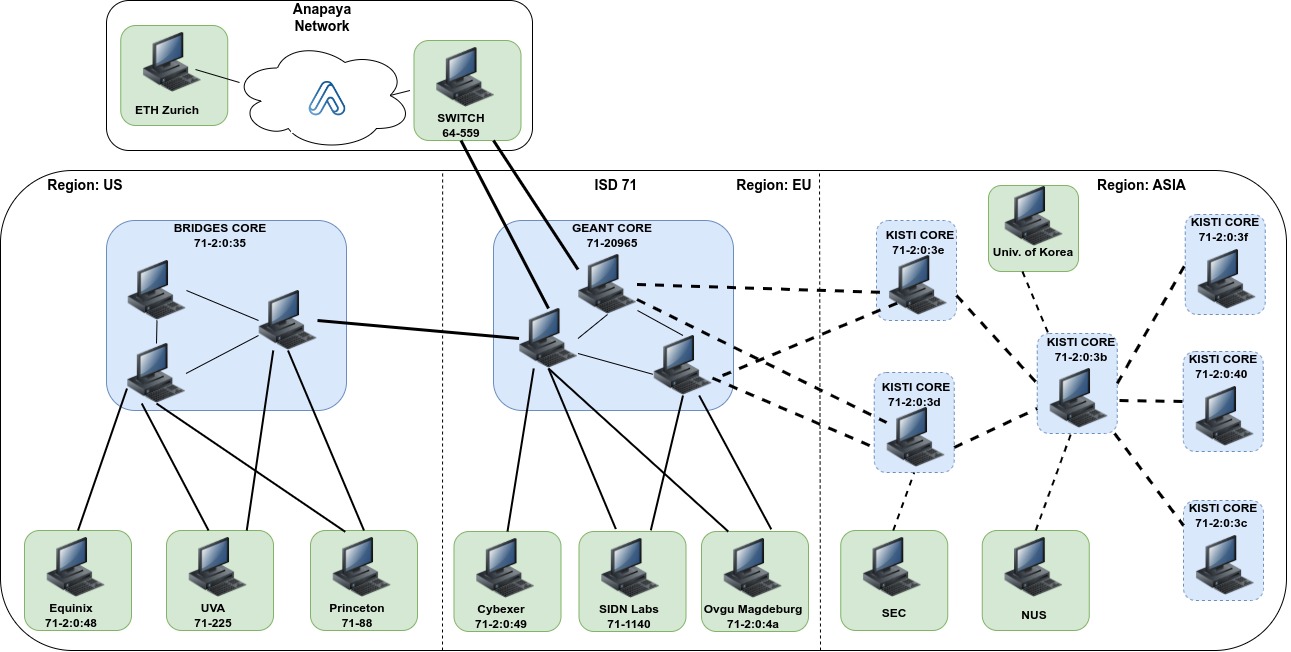 Anapaya
Network
ETH Zurich
SWITCH
64-559
Region: US
ISD 71
Region: EU
Region: ASIA
BRIDGES CORE
71-2:0:35
GEANT CORE
71-20965
KISTI CORE
71-2:0:3e
Univ. of Korea
KISTI CORE
71-2:0:3f
KISTI CORE
71-2:0:3d
KISTI CORE
71-2:0:3b
KISTI CORE
71-2:0:40
KISTI CORE
71-2:0:3c
Equinix
71-2:0:48
UVA
71-225
Princeton
71-88
Cybexer
71-2:0:49
SIDN Labs
71-1140
Ovgu Magdeburg
71-2:0:4a
SEC
NUS